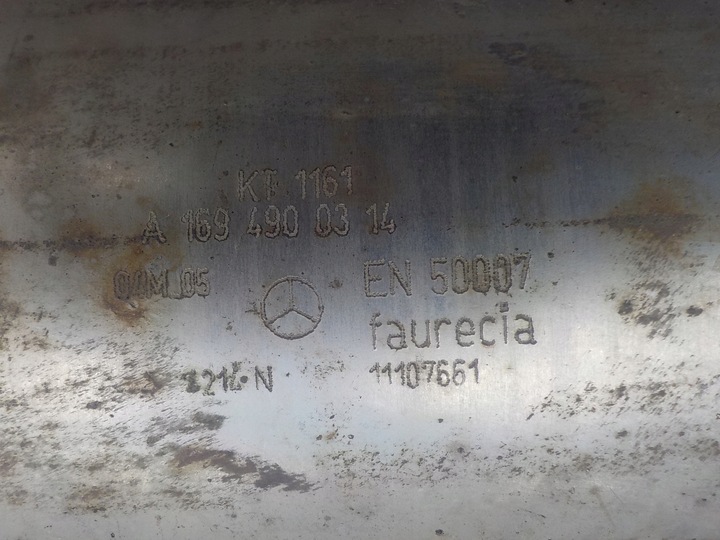 KT 1161
A 169 490 03 14
EN 50007
faurecia
N
11107661